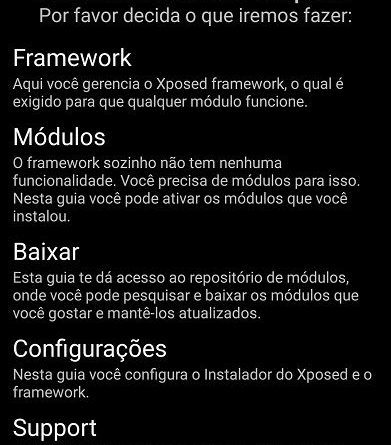 Por favor decida o que iremos fazer:
Framework
Aqui você gerencia o Xposed framework, o qual é
exigido para que qualquer módulo funcione.
Módulos
O framework sozinho não tem nenhuma
funcionalidade. Você precisa de módulos para isso.
Nesta guia você pode ativar os módulos que você
instalou.
Baixar
Esta guia te dá acesso ao repositório de módulos,
onde você pode pesquisar e baixar os módulos que
você gostar e mantê-los atualizados.
Configurações
Nesta guia você configura o Instalador do Xposed e o
framework.
Support